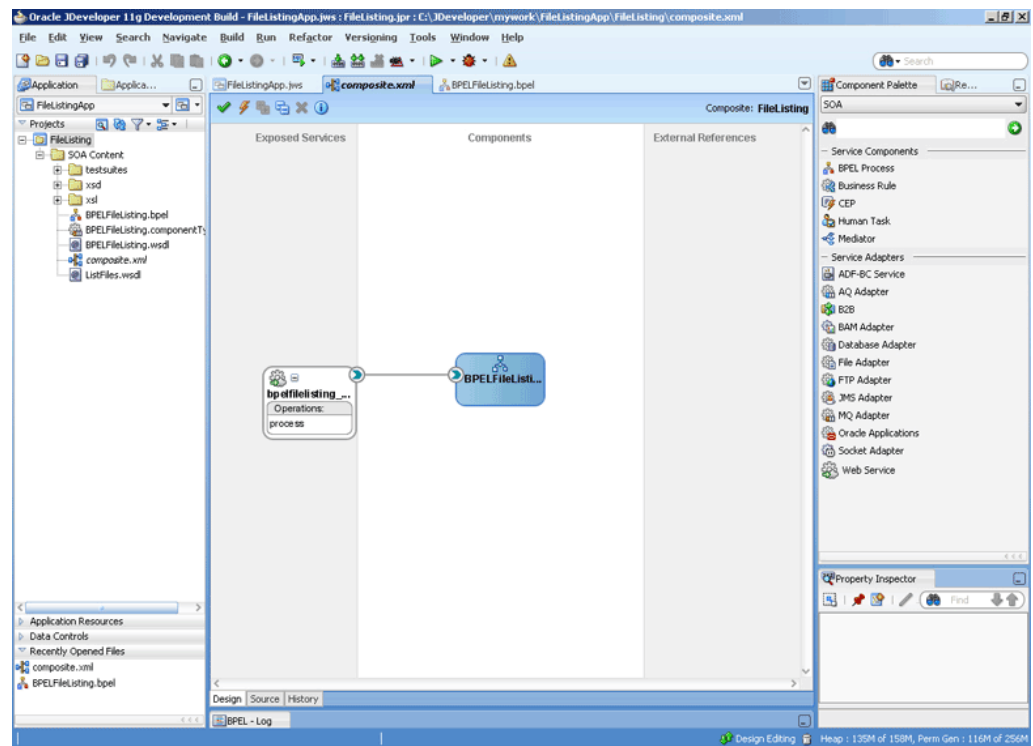 Oracle JDeveloper 11g Development Build - FileListingApp.jws : FileListing.jpr : C:\JDeveloper\mywork\FileListingApp\FileListing\composite.xml
File Edit View Search Navigate Build Run Refactor Versioning Tools Window Help
Search
Application Applica...
FileListingApp
Projects
FileListing
SOA Content
testsuites
xsd
xsl
BPELFileListing.bpel
BPELFileListing.componentTy
BPELFileListing.wsdl
composite.xml
ListFiles.wsdl
Application Resources
Data Controls
Recently Opened Files
composite.xml
BPELFileListing.bpel
FileListingApp.jws composite.xml BPELFileListing.bpel
Composite: FileListing
Exposed Services Components External References
bpelfilelisting_...
Operations:
process
BPELFileListi...
Design Source History
BPEL - Log
Component Palette Re...
SOA
Service Components
BPEL Process
Business Rule
CEP
Human Task
Mediator
Service Adapters
ADF-BC Service
AQ Adapter
B2B
BAM Adapter
Database Adapter
File Adapter
FTP Adapter
JMS Adapter
MQ Adapter
Oracle Applications
Socket Adapter
Web Service
Property Inspector
Find
Design Editing Heap : 135M of 158M, Perm Gen : 116M of 256M